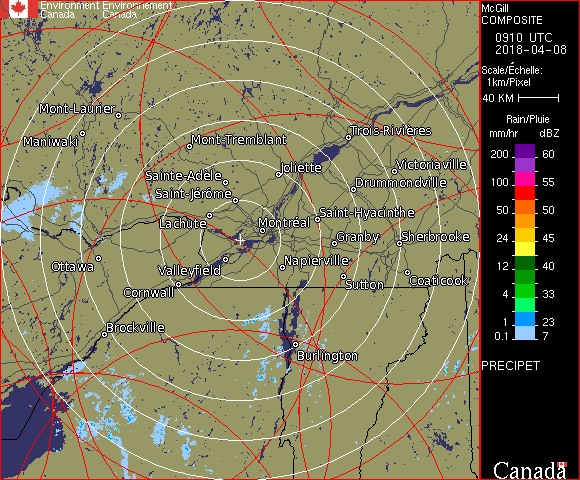 Environment Environnement
Canada Canada
McGill
COMPOSITE
0910 UTC
2018-04-08
Scale/Échelle:
1km/Pixel
40 KM
Rain/Pluie
mm/hr dBZ
200 60
100 55
50 50
24 45
12 40
4 33
1 23
0.1 7
PRECIPET
Canada
Mont-Laurier
Maniwaki
Mont-Tremblant
Trois-Rivières
Victoriaville
Joliette
Drummondville
Sainte-Adèle
Saint-Jérôme
Lachute
Montréal
Saint-Hyacinthe
Granby
Sherbrooke
Ottawa
Valleyfield
Napierville
Sutton
Coaticook
Cornwall
Brockville
Burlington